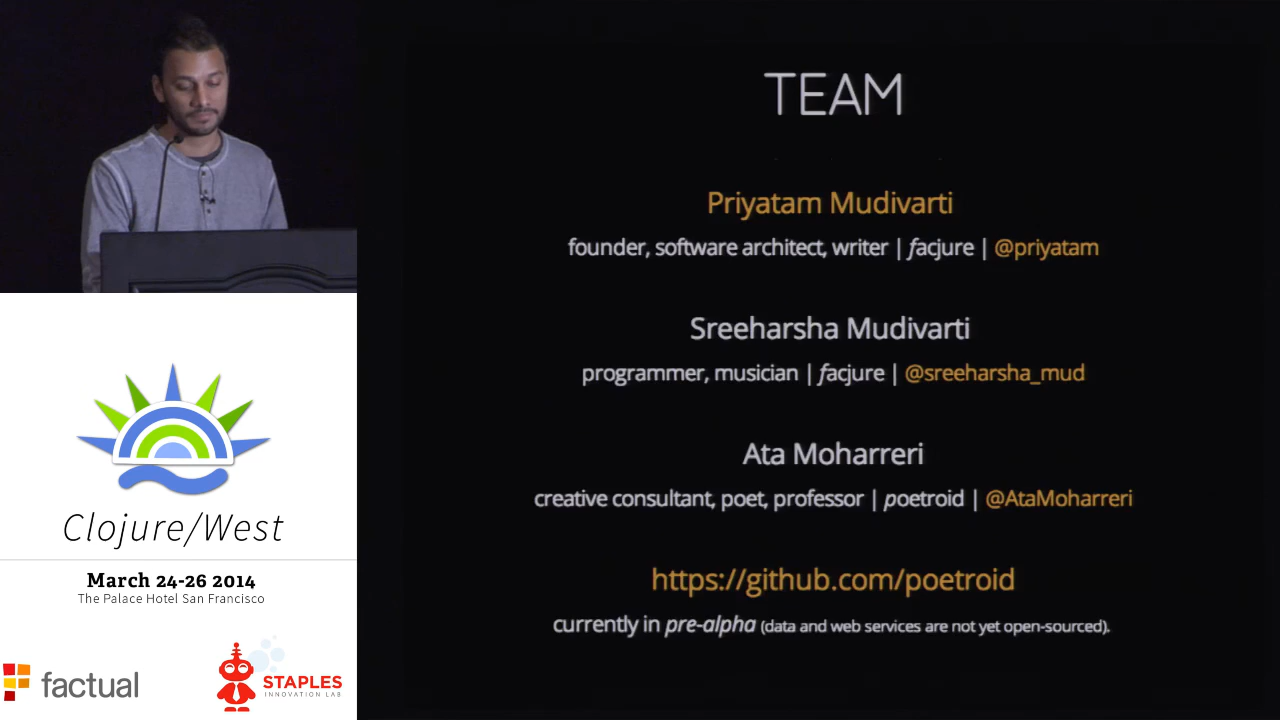 TEAM
Priyatam Mudivarti
founder, software architect, writer | facjure | @priyatam
Sreeharsha Mudivarti
programmer, musician | facjure | @sreeharsha_mud
Ata Moharreri
creative consultant, poet, professor | poetroid | @AtaMoharreri
https://github.com/poetroid
currently in pre-alpha (data and web services are not yet open-sourced).
Clojure/West
March 24-26 2014
The Palace Hotel San Francisco
factual
STAPLES
INNOVATION LAB